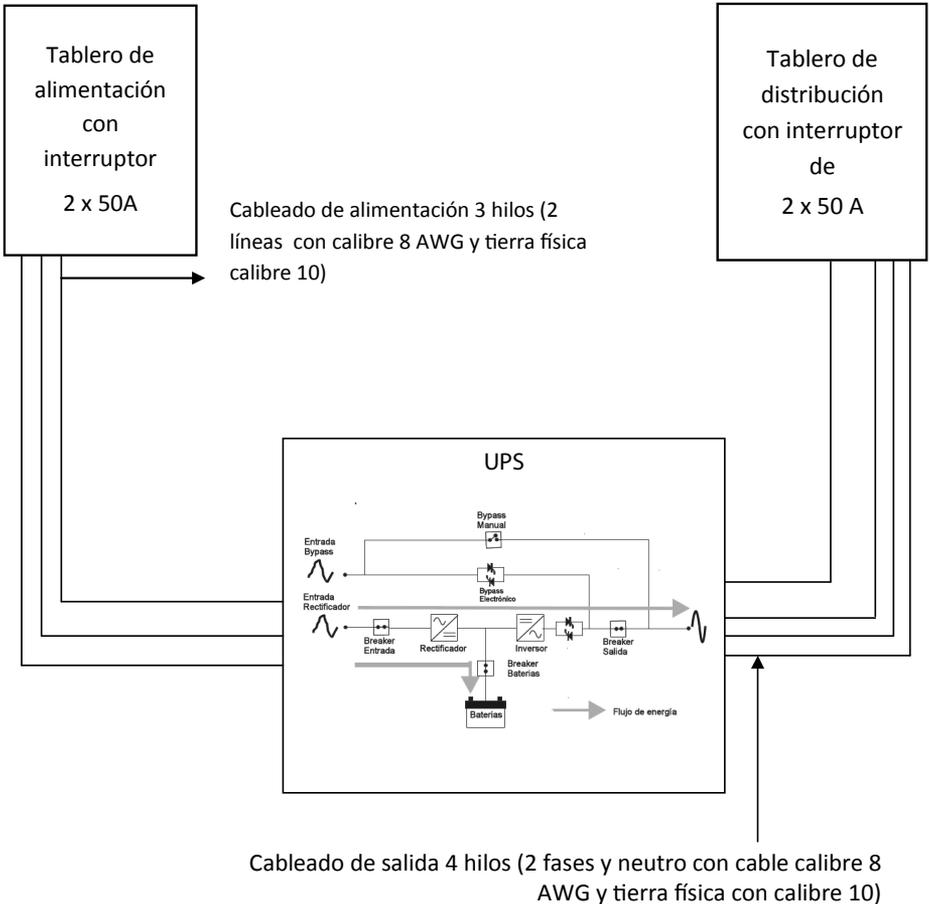 Tablero de
alimentación
con
interruptor
2 x 50A
Tablero de
distribución
con interruptor
de
2 x 50 A
Cableado de alimentación 3 hilos (2
líneas con calibre 8 AWG y tierra física
calibre 10)
UPS
Bypass
Manual
Entrada
Bypass
Bypass
Electrónico
Entrada
Rectificador
Breaker
Entrada
Rectificador
Inversor
Breaker
Salida
Breaker
Baterias
Baterías
Flujo de energía
Cableado de salida 4 hilos (2 fases y neutro con cable calibre 8
AWG y tierra física con calibre 10)